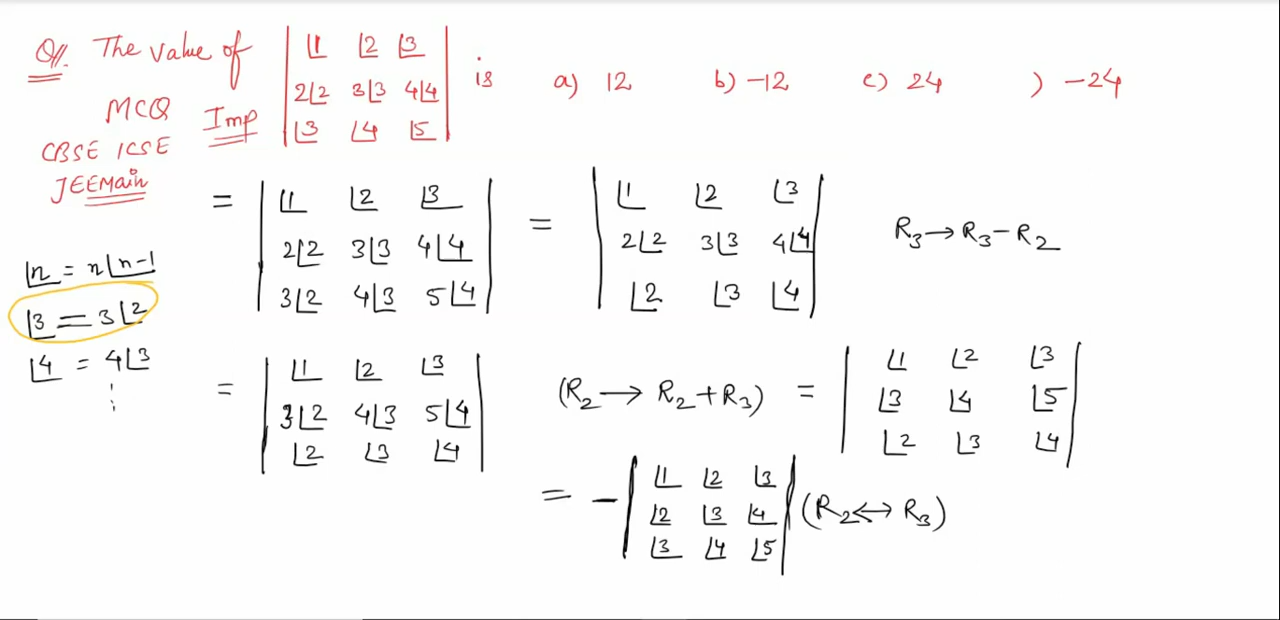 Q/. The value of | ⌊1 ⌊2 ⌊3 | is a) 12 b) -12 c) 24 ) -24
MCQ Imp | 2⌊2 3⌊3 4⌊4 |
CBSE ICSE | ⌊3 ⌊4 ⌊5 |
JEEMain
= | ⌊1 ⌊2 ⌊3 | = | ⌊1 ⌊2 ⌊3 |
| 2⌊2 3⌊3 4⌊4 | | 2⌊2 3⌊3 4⌊4 | R₃→R₃-R₂
| 3⌊2 4⌊3 5⌊4 | | ⌊2 ⌊3 ⌊4 |
⌊n = n⌊n-1
⌊3 = 3⌊2
⌊4 = 4⌊3
⋮
= | ⌊1 ⌊2 ⌊3 | = | ⌊1 ⌊2 ⌊3 |
| 3⌊2 4⌊3 5⌊4 | (R₂→ R₂+R₃) | ⌊3 ⌊4 ⌊5 |
| ⌊2 ⌊3 ⌊4 | | ⌊2 ⌊3 ⌊4 |
= - | ⌊1 ⌊2 ⌊3 |
| ⌊2 ⌊3 ⌊4 | (R₂↔R₃)
| ⌊3 ⌊4 ⌊5 |